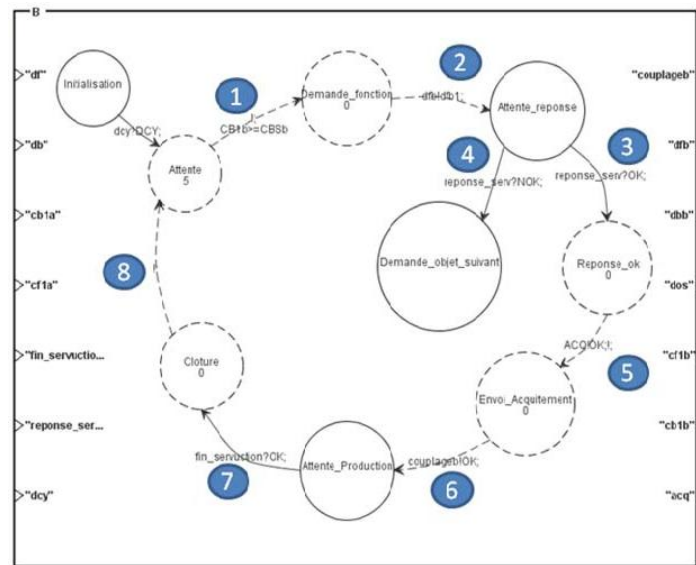 B
"df"
"db"
"cb1a"
"cf1a"
"fin_servuctio...
"reponse_ser...
"dcy"
Initialisation
dcy?DCY;
Attente
5
1
CB1b>=CBSb
Demande_fonction
0
2
dfb!db1;
Attente_reponse
4
reponse_serv?NOK;
3
reponse_serv?OK;
Demande_objet_suivant
Reponse_ok
0
5
Envoi_Acquitement
0
6
couplageb!OK;
Attente_Production
7
fin_servuction?OK;
Cloture
0
8
"couplageb"
"dfb"
"dbb"
"dos"
"cf1b"
"cb1b"
"acq"